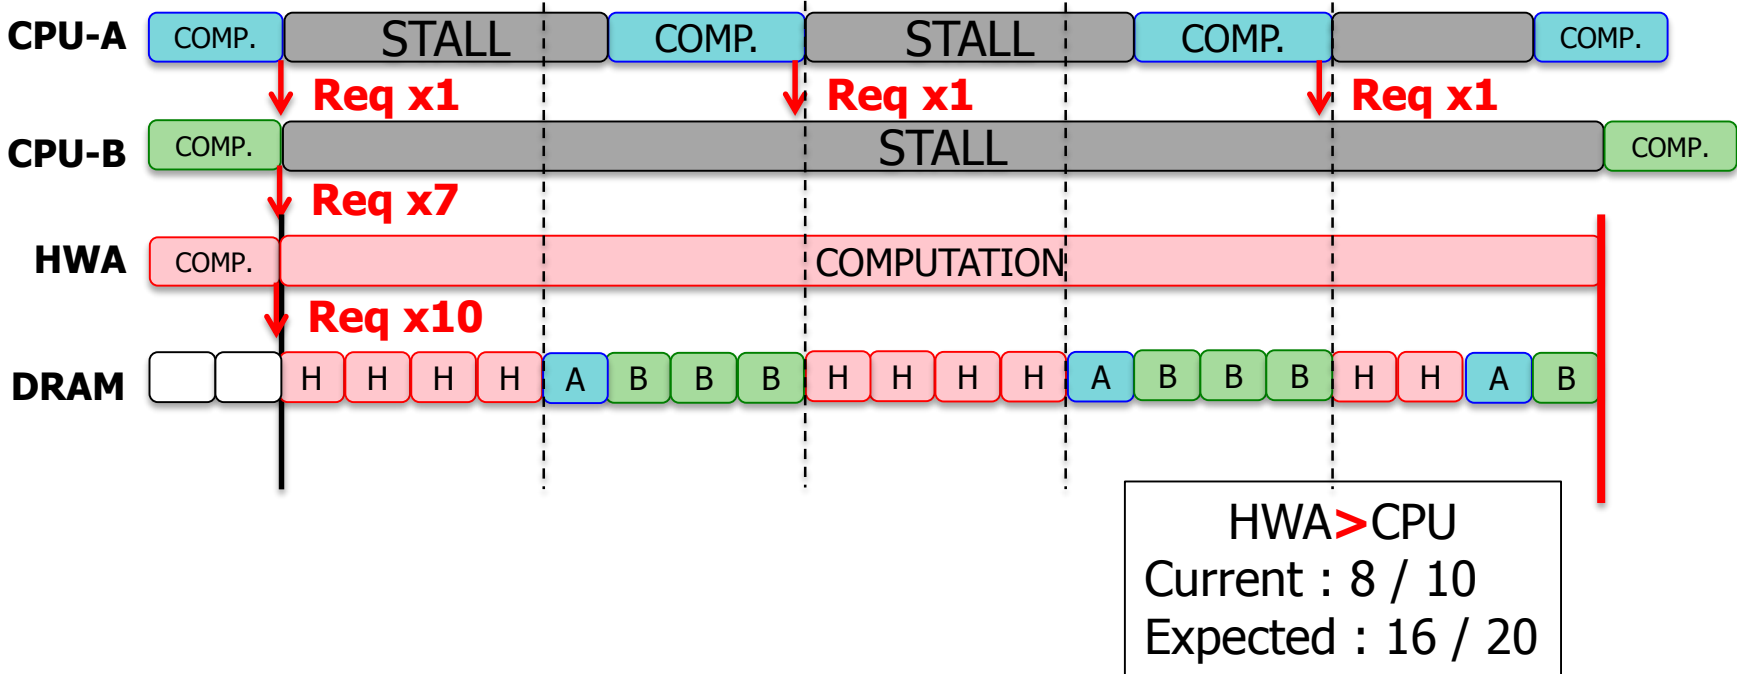 CPU-A COMP. STALL COMP. STALL COMP. COMP.
Req x1 Req x1 Req x1
CPU-B COMP. STALL COMP.
Req x7
HWA COMP. COMPUTATION
Req x10
DRAM H H H H A B B B H H H H A B B B H H A B
HWA>CPU
Current : 8 / 10
Expected : 16 / 20